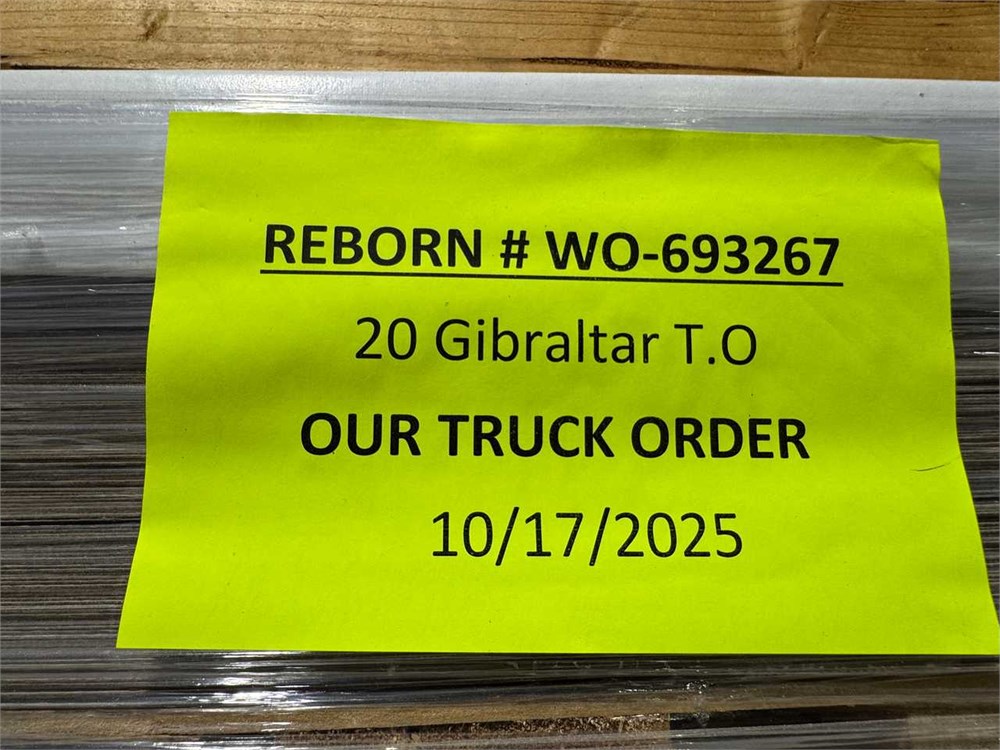 REBORN # WO-693267
20 Gibraltar T.O
OUR TRUCK ORDER
10/17/2025